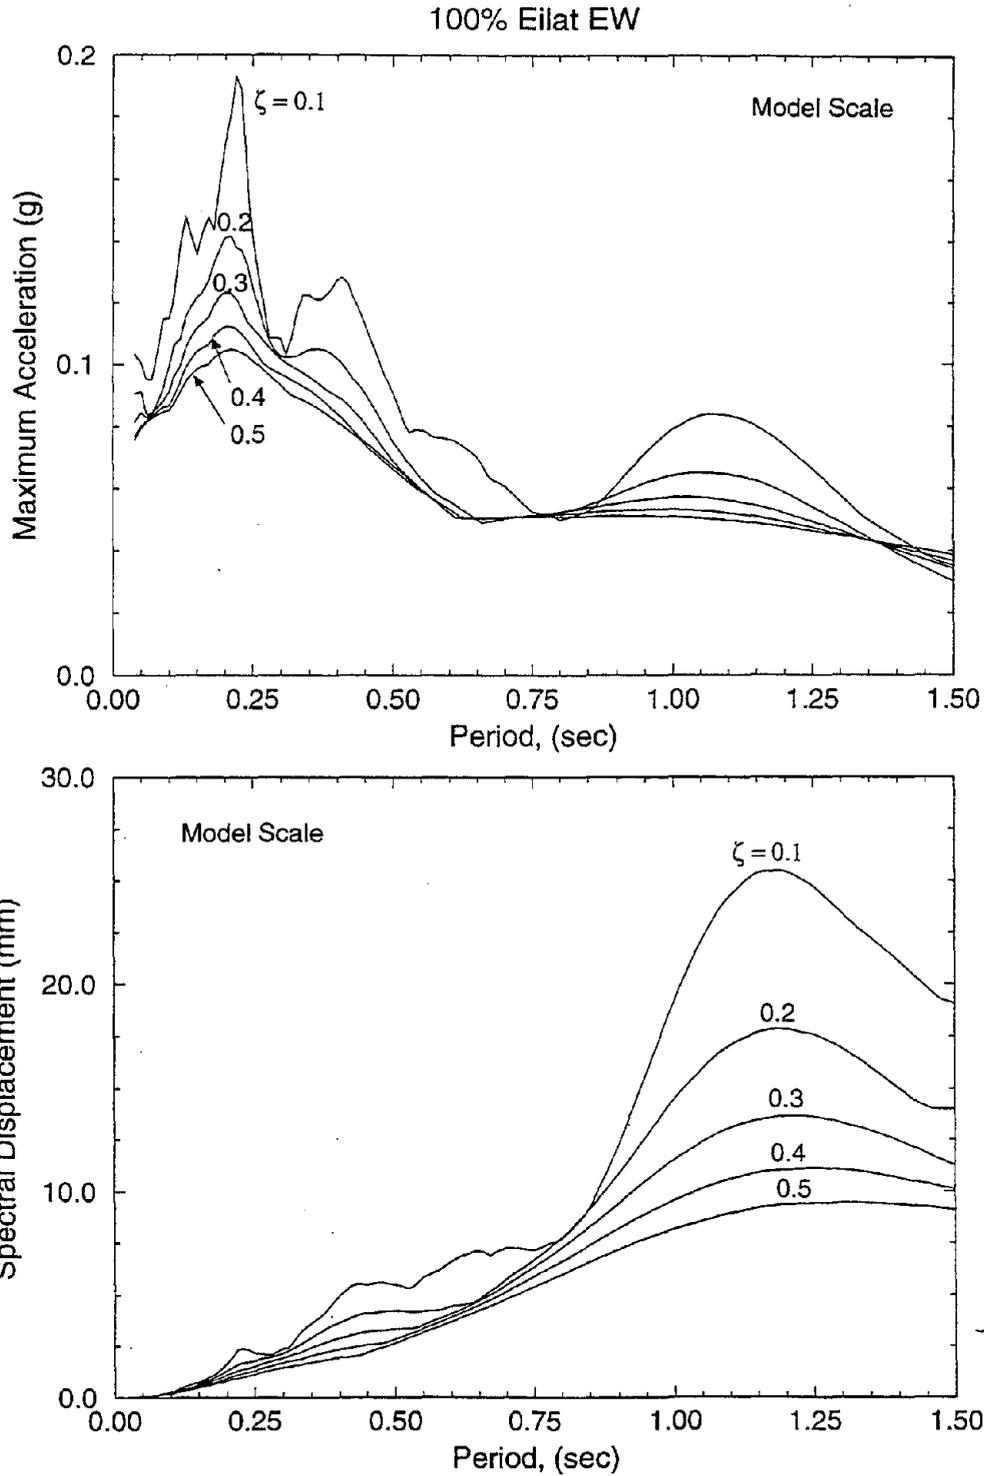 100% Eilat EW
0.2
ζ = 0.1
Model Scale
0.2
0.3
0.1
0.4
0.5
Maximum Acceleration (g)
0.0
0.00 0.25 0.50 0.75 1.00 1.25 1.50
Period, (sec)
30.0
Model Scale
ζ = 0.1
20.0
0.2
0.3
0.4
0.5
10.0
Spectral Displacement (mm)
0.0
0.00 0.25 0.50 0.75 1.00 1.25 1.50
Period, (sec)